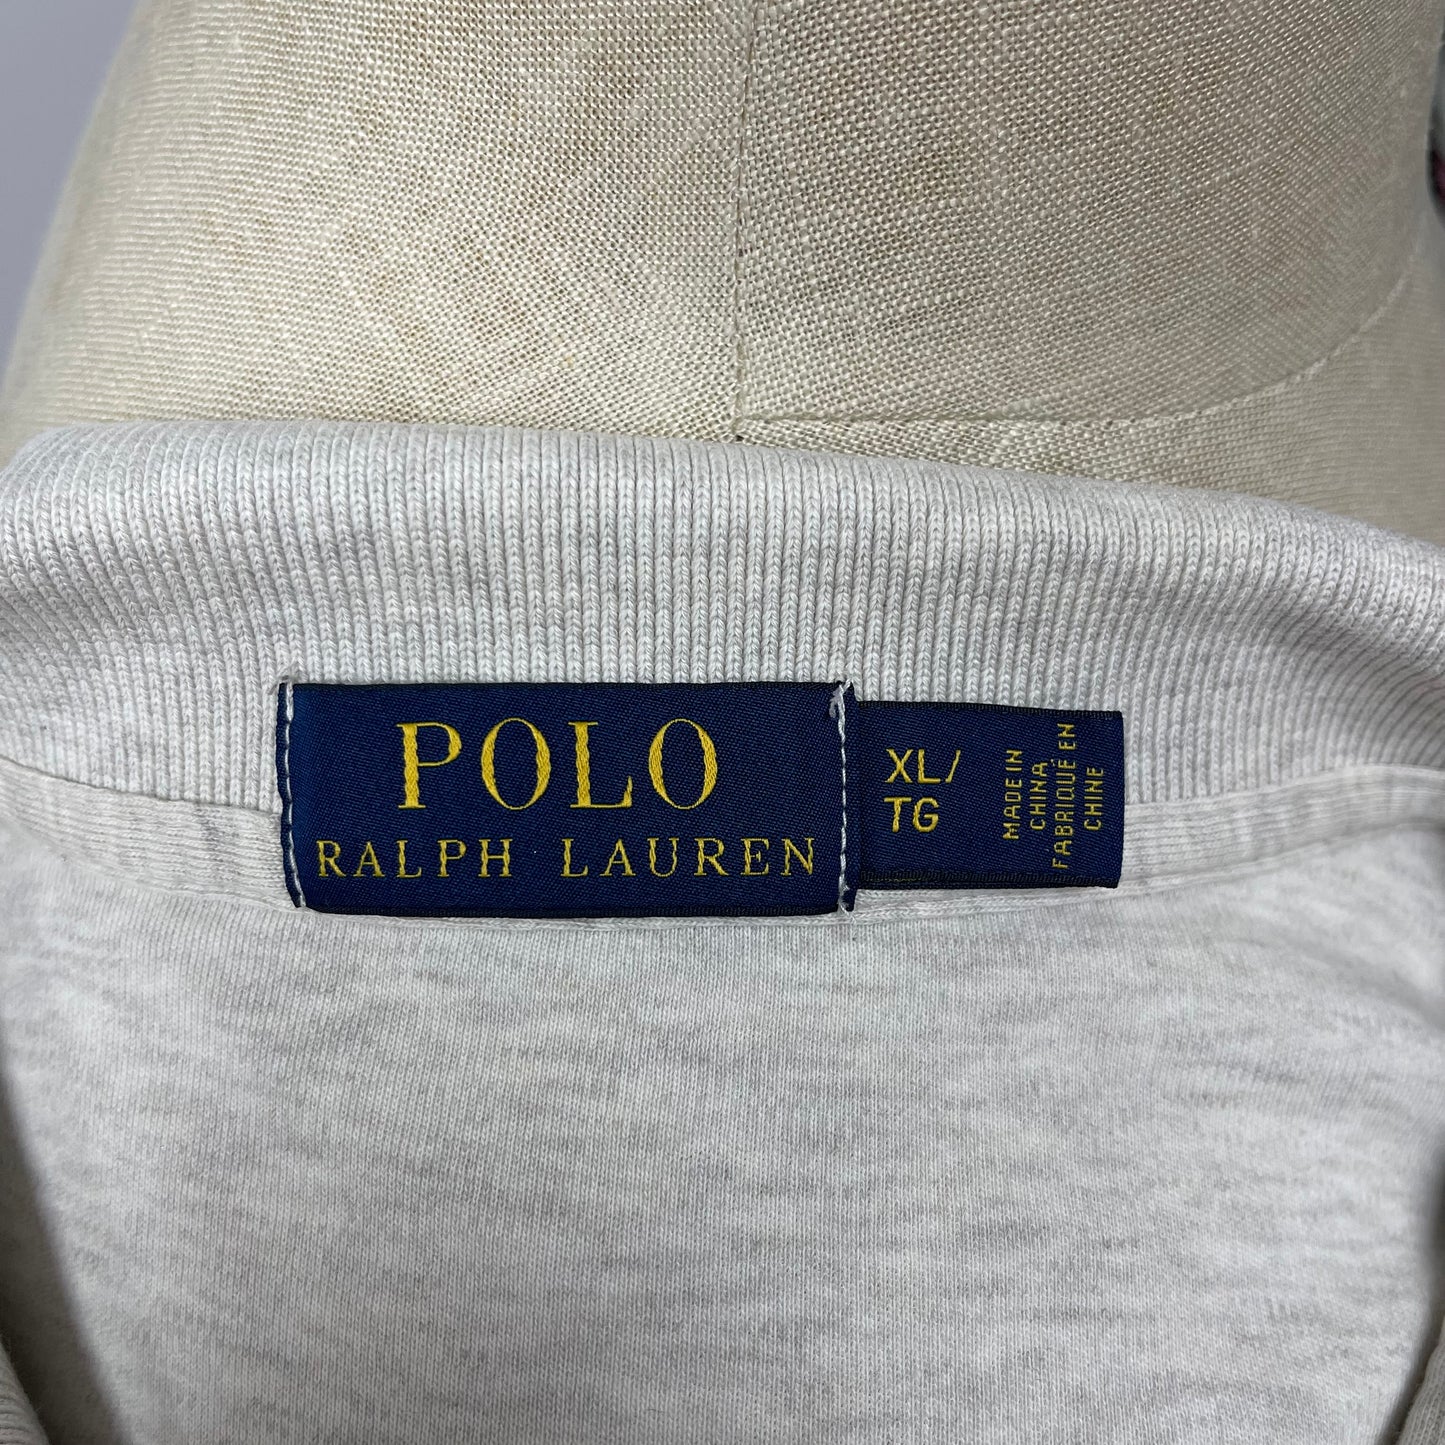 POLO
RALPH LAUREN
XL/
TG
MADE IN
CHINA
FABRIQUÉ EN
CHINE